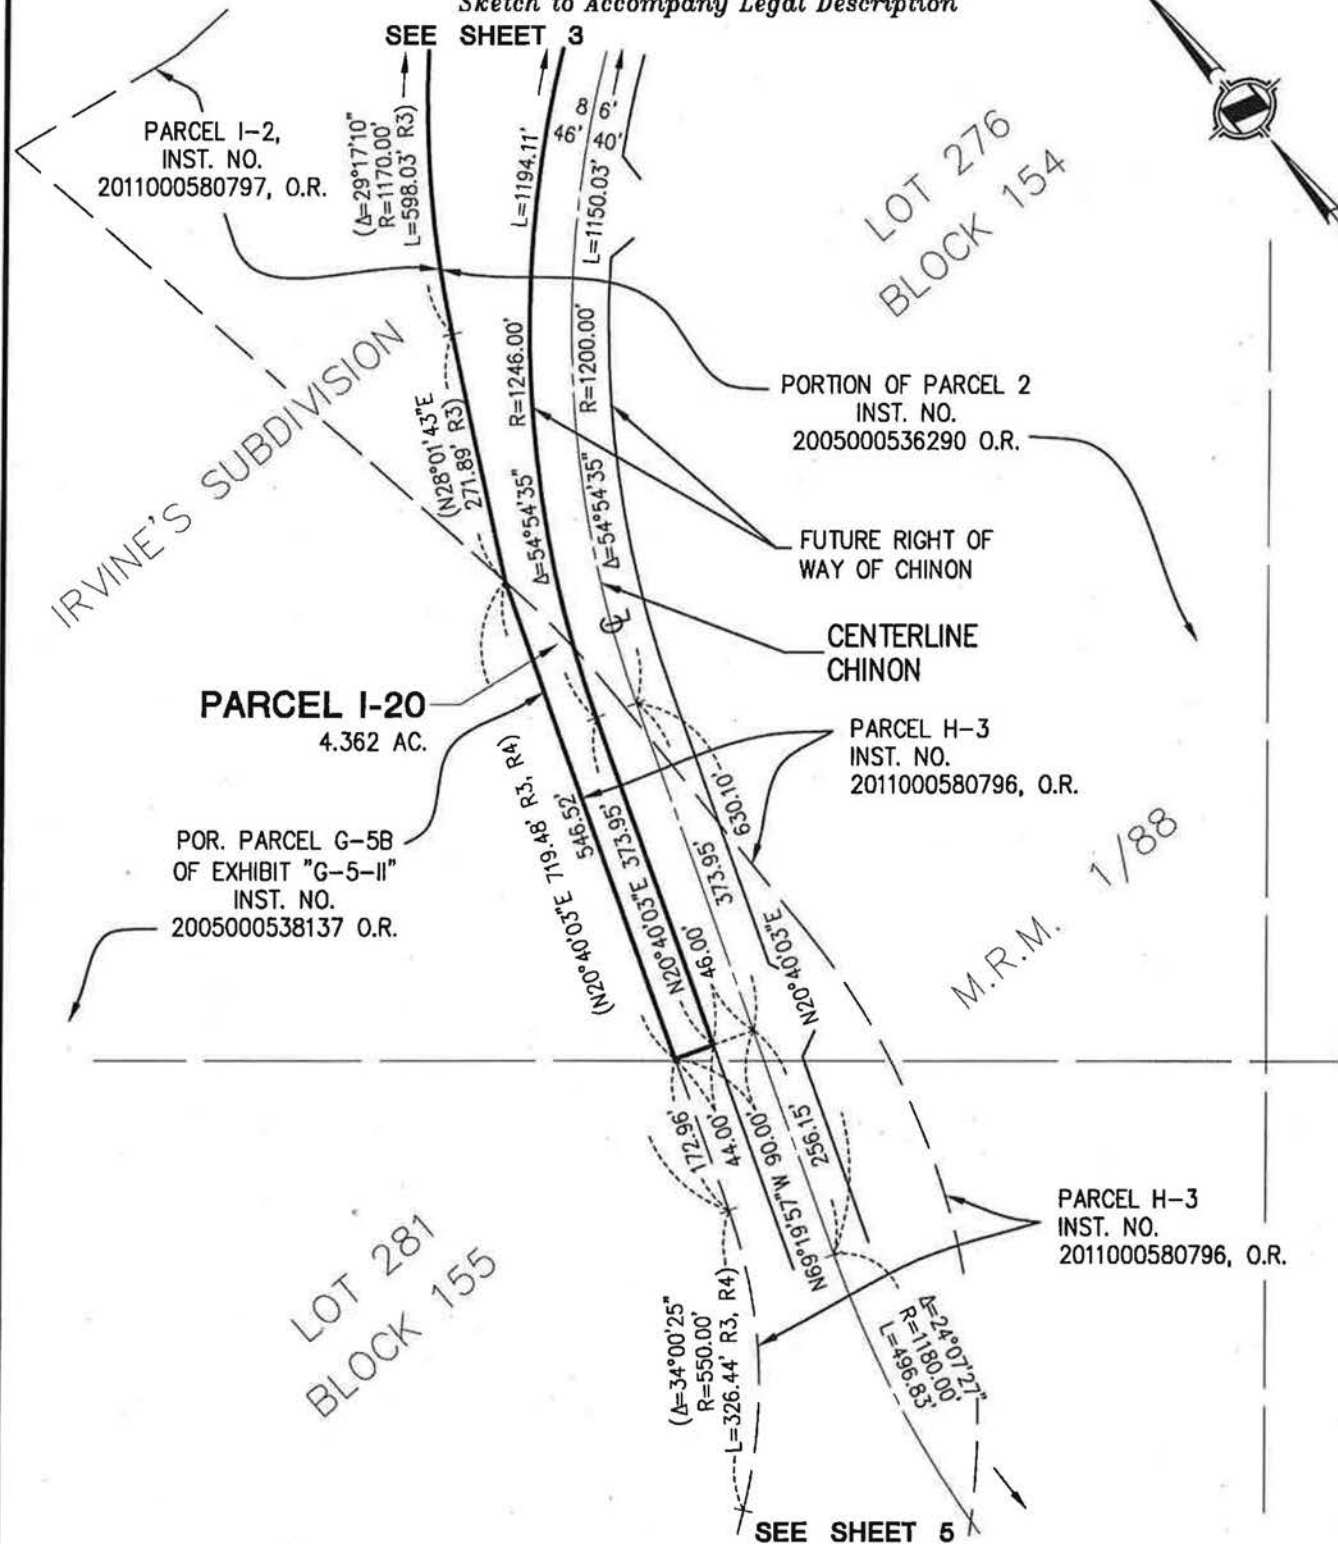 Sketch to Accompany Legal Description
SEE SHEET 3
PARCEL I-2,
INST. NO.
2011000580797, O.R.
(Δ=29°17'10"
R=1170.00'
L=598.03' R3)
L=1194.11'
8 6'
46' 40'
L=1150.03'
LOT 276
BLOCK 154
IRVINE'S SUBDIVISION
(N28°01'43"E
271.89' R3)
R=1246.00'
Δ=54°54'35"
R=1200.00'
Δ=54°54'35"
PORTION OF PARCEL 2
INST. NO.
2005000536290 O.R.
FUTURE RIGHT OF
WAY OF CHINON
CL
CENTERLINE
CHINON
PARCEL I-20
4.362 AC.
PARCEL H-3
INST. NO.
2011000580796, O.R.
POR. PARCEL G-5B
OF EXHIBIT "G-5-II"
INST. NO.
2005000538137 O.R.
(N20°40'03"E 719.48' R3, R4)
546.52'
N20°40'03"E 373.95'
46.00'
373.95'
630.10'
N20°40'03"E
M.R.M. 1/88
172.96'
44.00'
N69°19'57"W 90.00'
256.15'
PARCEL H-3
INST. NO.
2011000580796, O.R.
LOT 281
BLOCK 155
(Δ=34°00'25"
R=550.00'
L=326.44' R3, R4)
Δ=24°07'27"
R=1180.00'
L=496.83'
SEE SHEET 5